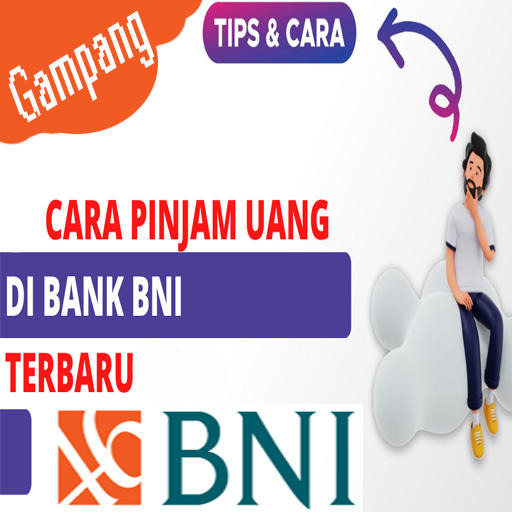 Gampang
TIPS & CARA
CARA PINJAM UANG
DI BANK BNI
TERBARU
BNI